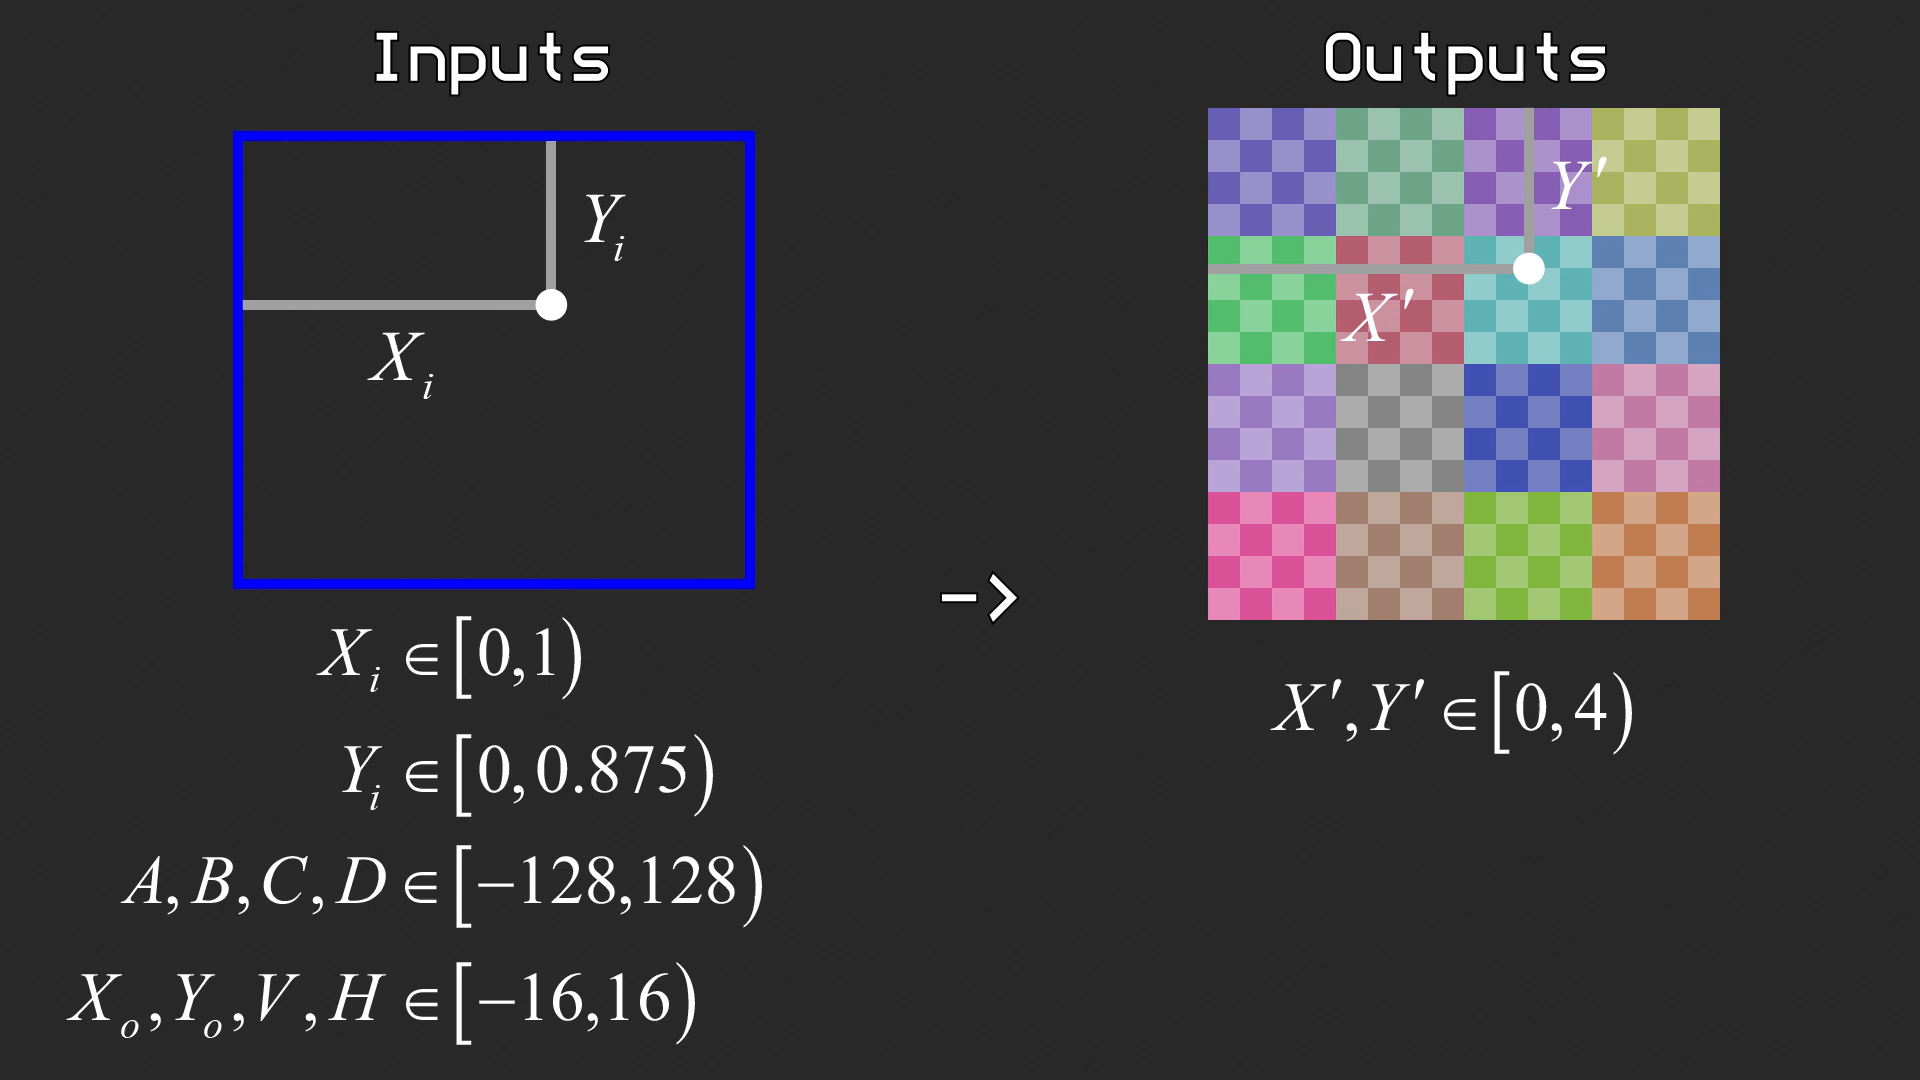 Inputs
Yᵢ
Xᵢ
Xᵢ ∈ [0,1)
Yᵢ ∈ [0,0.875)
A,B,C,D ∈ [−128,128)
Xₒ,Yₒ,V,H ∈ [−16,16)
->
Outputs
Y′
X′
X′,Y′ ∈ [0,4)